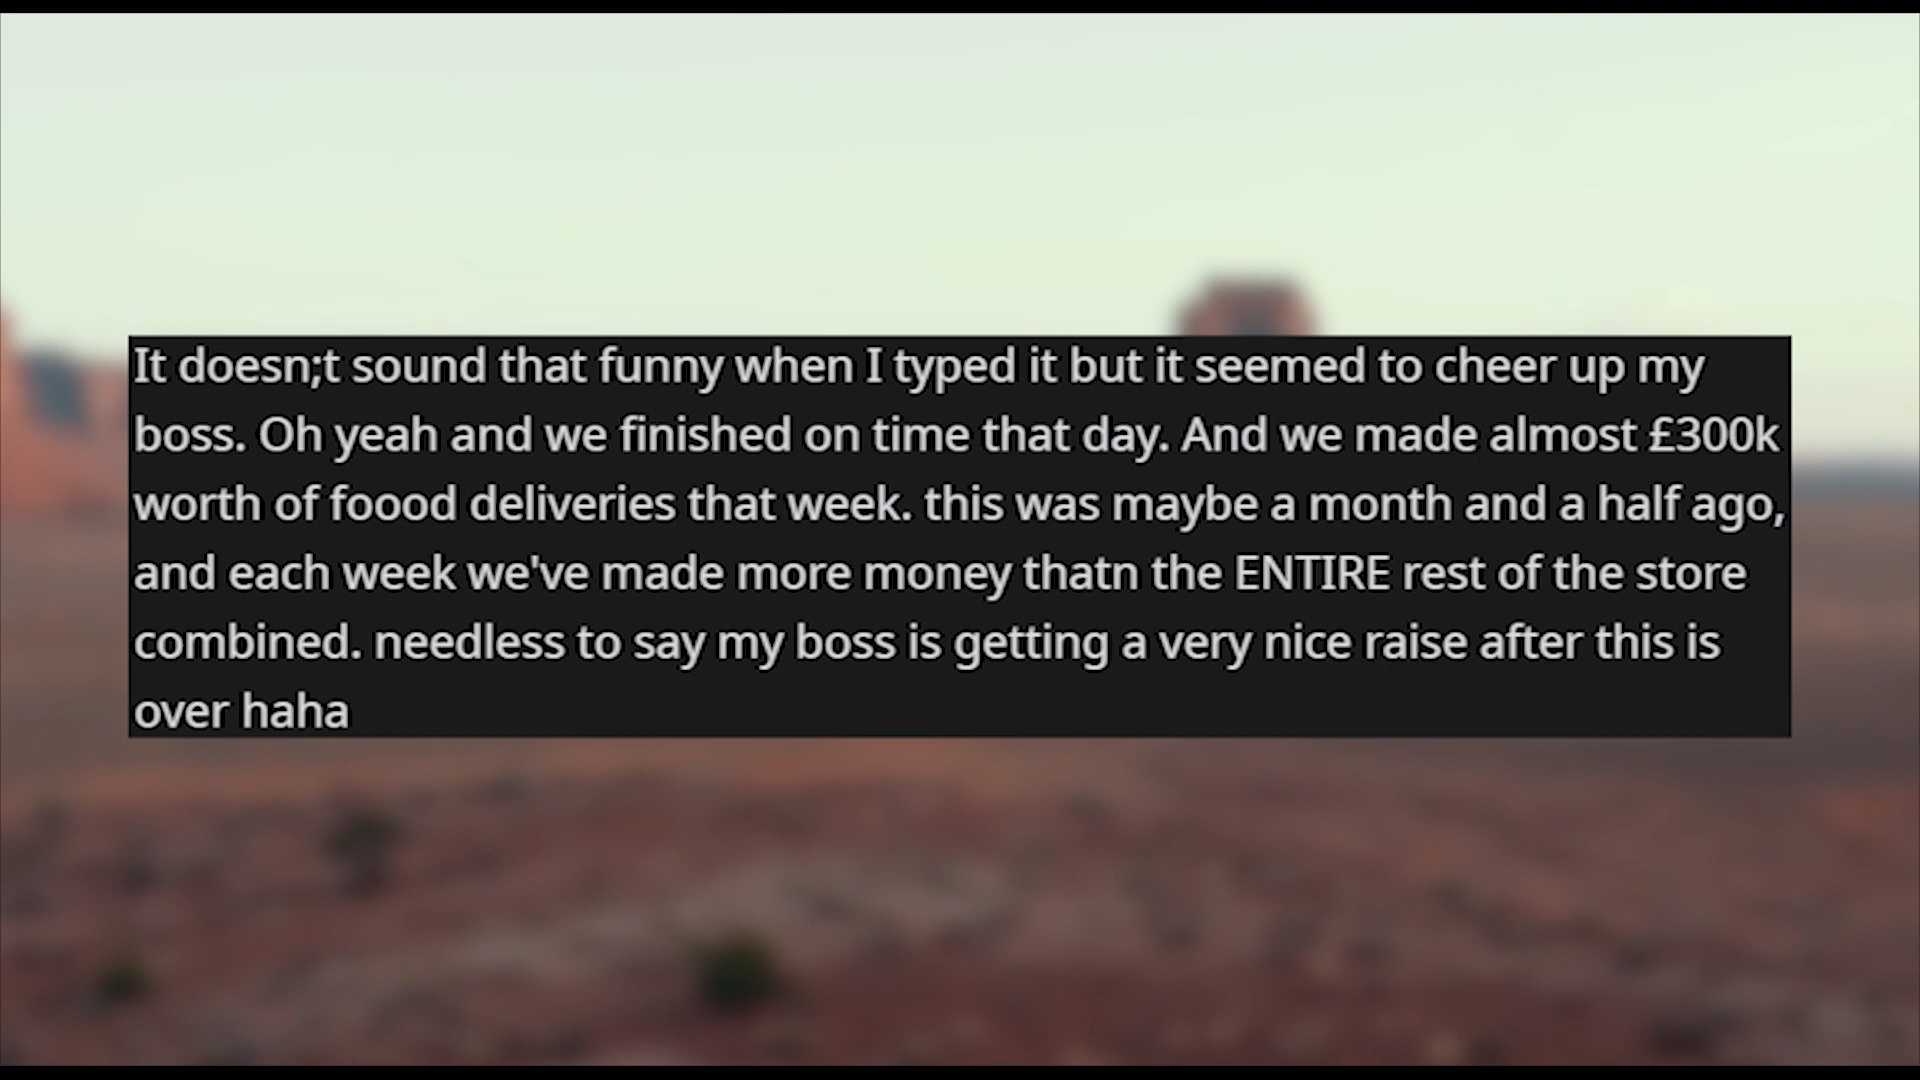 It doesn;t sound that funny when I typed it but it seemed to cheer up my
boss. Oh yeah and we finished on time that day. And we made almost £300k
worth of foood deliveries that week. this was maybe a month and a half ago,
and each week we've made more money thatn the ENTIRE rest of the store
combined. needless to say my boss is getting a very nice raise after this is
over haha